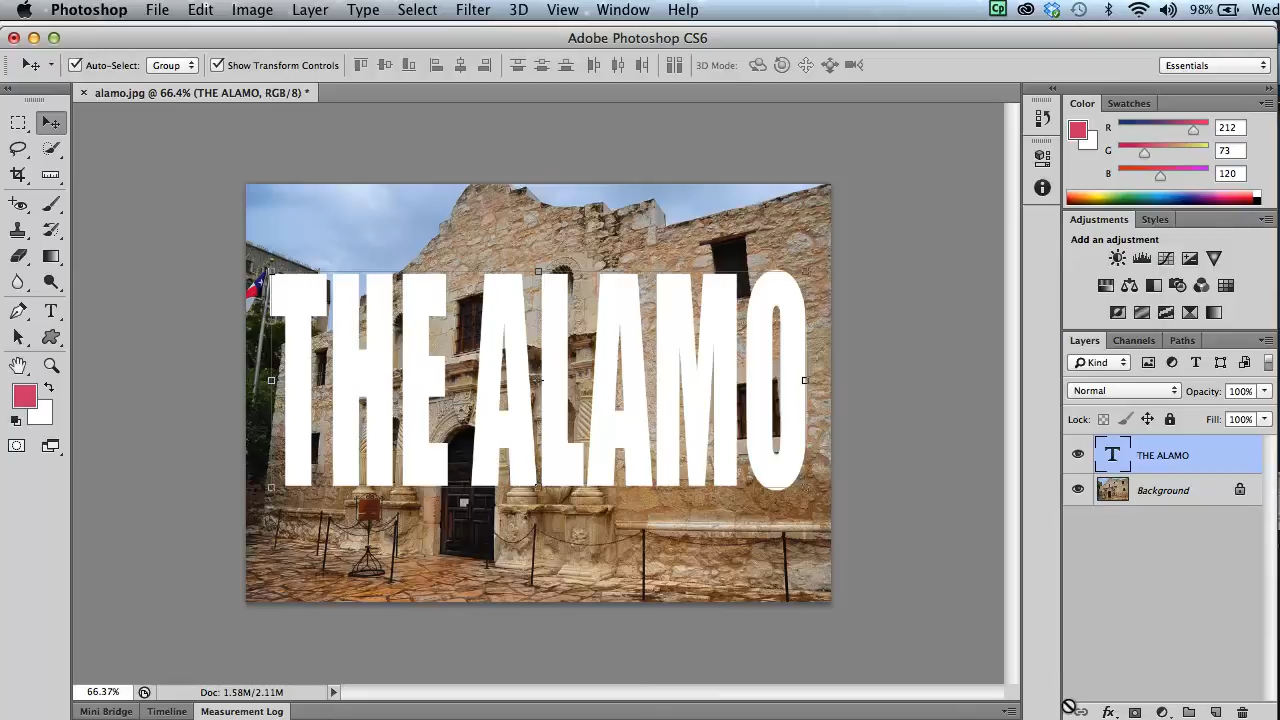 Photoshop File Edit Image Layer Type Select Filter 3D View Window Help Cp 98% Wed
Adobe Photoshop CS6
Auto-Select: Group Show Transform Controls 3D Mode: Essentials
× alamo.jpg @ 66.4% (THE ALAMO, RGB/8) *
Color Swatches
R 212
G 73
B 120
Adjustments Styles
Add an adjustment
THE ALAMO
Layers Channels Paths
Kind
Normal Opacity: 100%
Lock: Fill: 100%
T THE ALAMO
Background
66.37% Doc: 1.58M/2.11M
Mini Bridge Timeline Measurement Log
fx